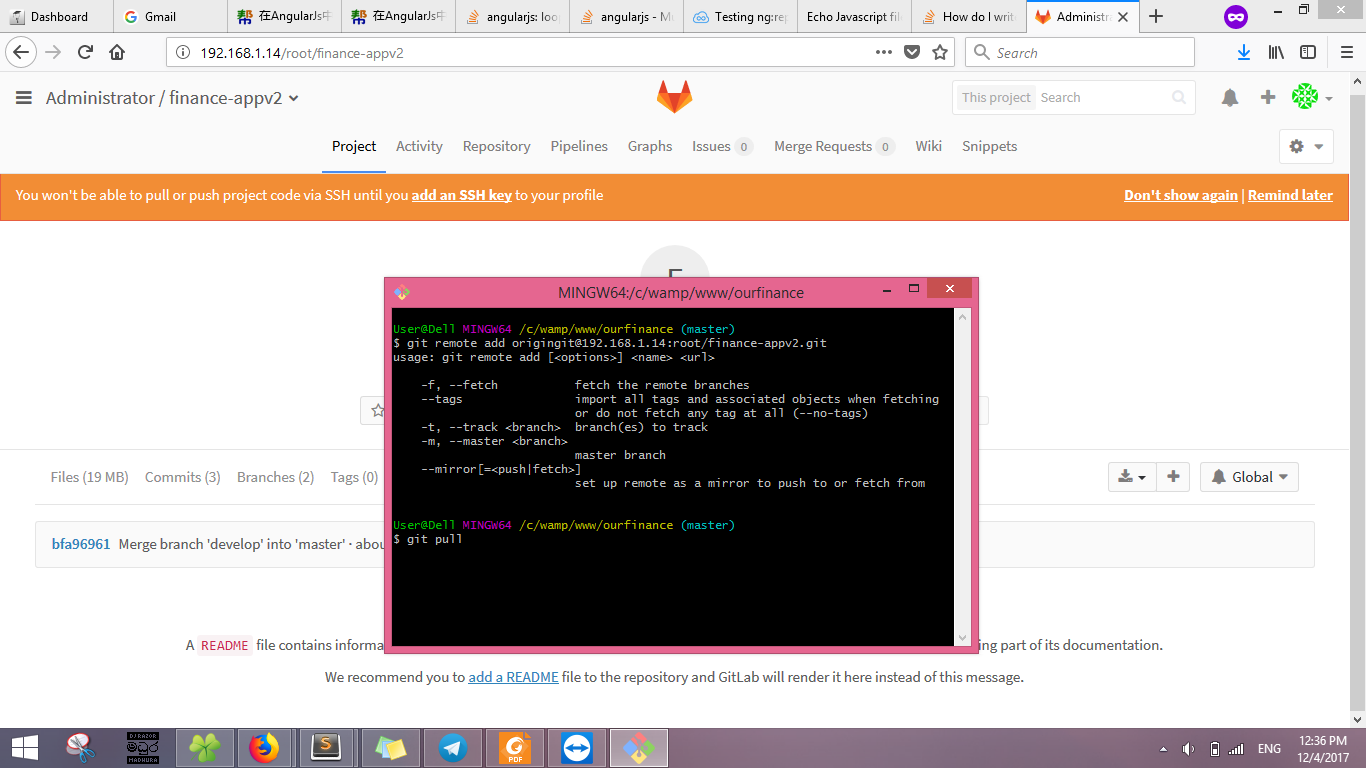 Dashboard
Gmail
在AngularJs中
在AngularJs中
angularjs: loo
angularjs - M
Testing ng:rep
Echo Javascript file
How do I write
Administra
192.168.1.14/root/finance-appv2
Search
Administrator / finance-appv2
This project Search
Project Activity Repository Pipelines Graphs Issues 0 Merge Requests 0 Wiki Snippets
You won't be able to pull or push project code via SSH until you add an SSH key to your profile
Don't show again | Remind later
MINGW64:/c/wamp/www/ourfinance
User@Dell MINGW64 /c/wamp/www/ourfinance (master)
$ git remote add origingit@192.168.1.14:root/finance-appv2.git
usage: git remote add [<options>] <name> <url>
-f, --fetch fetch the remote branches
--tags import all tags and associated objects when fetching
or do not fetch any tag at all (--no-tags)
-t, --track <branch> branch(es) to track
-m, --master <branch>
master branch
--mirror[=<push|fetch>]
set up remote as a mirror to push to or fetch from
User@Dell MINGW64 /c/wamp/www/ourfinance (master)
$ git pull
Files (19 MB) Commits (3) Branches (2) Tags (0)
Global
bfa96961 Merge branch 'develop' into 'master' · abou
A README file contains informa
ing part of its documentation.
We recommend you to add a README file to the repository and GitLab will render it here instead of this message.
DJ RAZOR
MADHURA
S
PDF
ENG
12:36 PM
12/4/2017